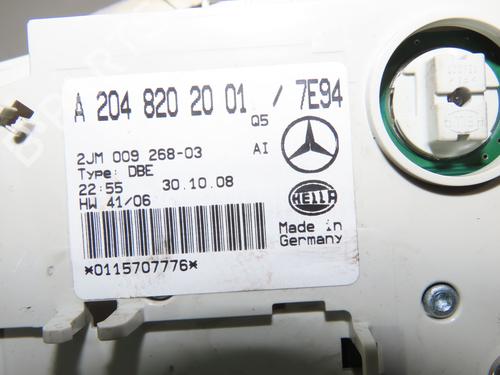 A 204 820 20 01 / 7E94
Q5
2JM 009 268-03 AI
Type: DBE
22:55 30.10.08
HW 41/06
HELLA
Made in
Germany
*0115707776*